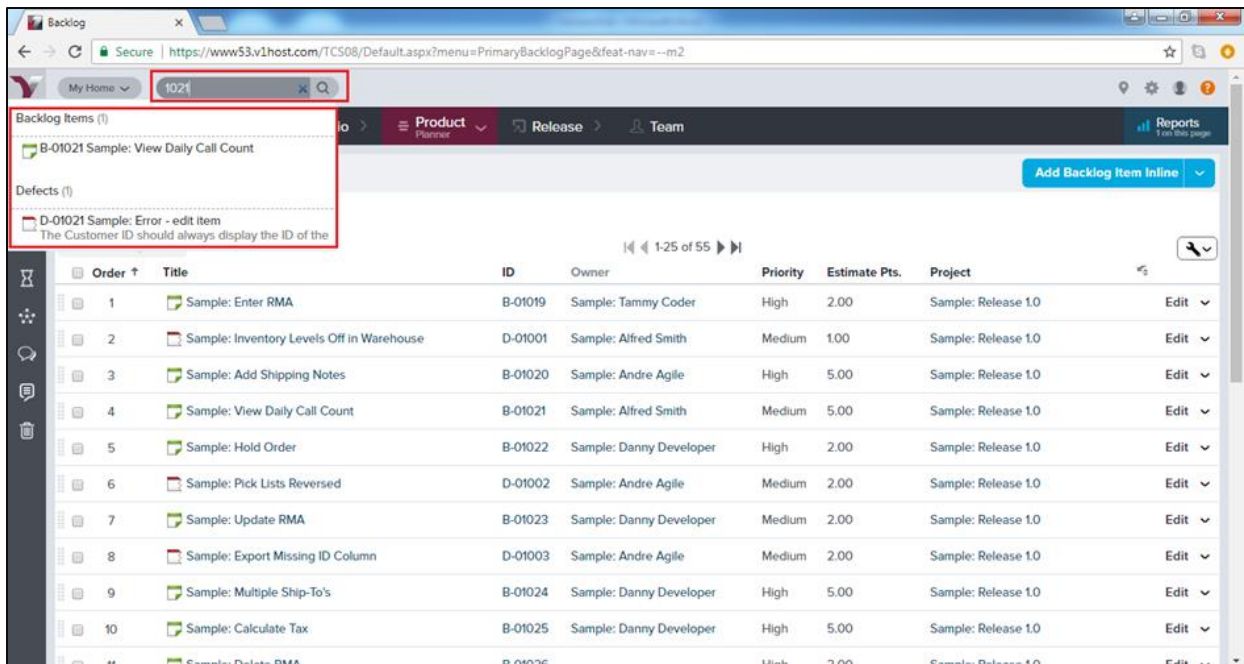 Backlog
Secure | https://www53.v1host.com/TCS08/Default.aspx?menu=PrimaryBacklogPage&feat-nav=--m2
My Home 1021
Backlog Items (1)
B-01021 Sample: View Daily Call Count
Defects (1)
D-01021 Sample: Error - edit item
The Customer ID should always display the ID of the
io Product Planner Release Team Reports 1 on this page
Add Backlog Item Inline
1-25 of 55
Order ↑ Title ID Owner Priority Estimate Pts. Project
1 Sample: Enter RMA B-01019 Sample: Tammy Coder High 2.00 Sample: Release 1.0 Edit
2 Sample: Inventory Levels Off in Warehouse D-01001 Sample: Alfred Smith Medium 1.00 Sample: Release 1.0 Edit
3 Sample: Add Shipping Notes B-01020 Sample: Andre Agile High 5.00 Sample: Release 1.0 Edit
4 Sample: View Daily Call Count B-01021 Sample: Alfred Smith Medium 5.00 Sample: Release 1.0 Edit
5 Sample: Hold Order B-01022 Sample: Danny Developer High 2.00 Sample: Release 1.0 Edit
6 Sample: Pick Lists Reversed D-01002 Sample: Andre Agile Medium 2.00 Sample: Release 1.0 Edit
7 Sample: Update RMA B-01023 Sample: Danny Developer Medium 2.00 Sample: Release 1.0 Edit
8 Sample: Export Missing ID Column D-01003 Sample: Andre Agile Medium 2.00 Sample: Release 1.0 Edit
9 Sample: Multiple Ship-To's B-01024 Sample: Danny Developer High 5.00 Sample: Release 1.0 Edit
10 Sample: Calculate Tax B-01025 Sample: Danny Developer High 5.00 Sample: Release 1.0 Edit